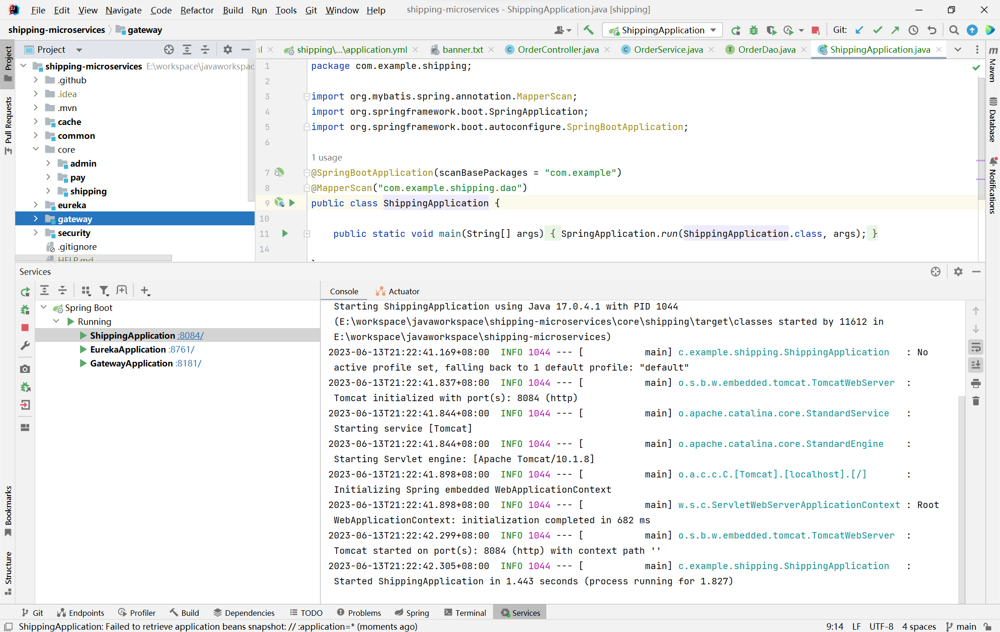 File Edit View Navigate Code Refactor Build Run Tools Git Window Help shipping-microservices - ShippingApplication.java [shipping]
shipping-microservices gateway ShippingApplication Git:
Project
shipping\...\application.yml banner.txt OrderController.java OrderService.java OrderDao.java ShippingApplication.java
shipping-microservices E:\workspace\javaworkspac
.github
.idea
.mvn
cache
common
core
admin
pay
shipping
eureka
gateway
security
.gitignore
HELP.md
1 package com.example.shipping;
2
3 import org.mybatis.spring.annotation.MapperScan;
4 import org.springframework.boot.SpringApplication;
5 import org.springframework.boot.autoconfigure.SpringBootApplication;
6
1 usage
7 @SpringBootApplication(scanBasePackages = "com.example")
8 @MapperScan("com.example.shipping.dao")
9 public class ShippingApplication {
10
11 public static void main(String[] args) { SpringApplication.run(ShippingApplication.class, args); }
14
Project
Pull Requests
Bookmarks
Structure
Maven
Database
Notifications
Services
Spring Boot
Running
ShippingApplication :8084/
EurekaApplication :8761/
GatewayApplication :8181/
Console Actuator
Starting ShippingApplication using Java 17.0.4.1 with PID 1044
(E:\workspace\javaworkspace\shipping-microservices\core\shipping\target\classes started by 11612 in
E:\workspace\javaworkspace\shipping-microservices)
2023-06-13T21:22:41.169+08:00 INFO 1044 --- [ main] c.example.shipping.ShippingApplication : No
active profile set, falling back to 1 default profile: "default"
2023-06-13T21:22:41.837+08:00 INFO 1044 --- [ main] o.s.b.w.embedded.tomcat.TomcatWebServer :
Tomcat initialized with port(s): 8084 (http)
2023-06-13T21:22:41.844+08:00 INFO 1044 --- [ main] o.apache.catalina.core.StandardService :
Starting service [Tomcat]
2023-06-13T21:22:41.844+08:00 INFO 1044 --- [ main] o.apache.catalina.core.StandardEngine :
Starting Servlet engine: [Apache Tomcat/10.1.8]
2023-06-13T21:22:41.898+08:00 INFO 1044 --- [ main] o.a.c.c.C.[Tomcat].[localhost].[/] :
Initializing Spring embedded WebApplicationContext
2023-06-13T21:22:41.898+08:00 INFO 1044 --- [ main] w.s.c.ServletWebServerApplicationContext : Root
WebApplicationContext: initialization completed in 682 ms
2023-06-13T21:22:42.299+08:00 INFO 1044 --- [ main] o.s.b.w.embedded.tomcat.TomcatWebServer :
Tomcat started on port(s): 8084 (http) with context path ''
2023-06-13T21:22:42.305+08:00 INFO 1044 --- [ main] c.example.shipping.ShippingApplication :
Started ShippingApplication in 1.443 seconds (process running for 1.827)
Git Endpoints Profiler Build Dependencies TODO Problems Spring Terminal Services
ShippingApplication: Failed to retrieve application beans snapshot: // :application=* (moments ago) 9:14 LF UTF-8 4 spaces main